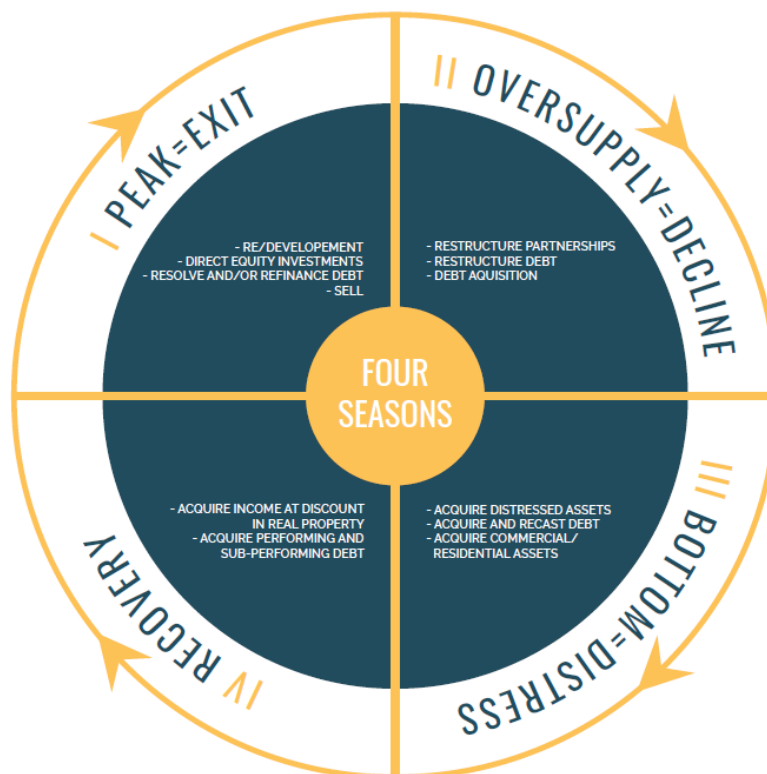 I PEAK=EXIT
- RE/DEVELOPEMENT
- DIRECT EQUITY INVESTMENTS
- RESOLVE AND/OR REFINANCE DEBT
- SELL
II OVERSUPPLY=DECLINE
- RESTRUCTURE PARTNERSHIPS
- RESTRUCTURE DEBT
- DEBT AQUISITION
FOUR
SEASONS
III BOTTOM=DISTRESS
- ACQUIRE DISTRESSED ASSETS
- ACQUIRE AND RECAST DEBT
- ACQUIRE COMMERCIAL/
RESIDENTIAL ASSETS
IV RECOVERY
- ACQUIRE INCOME AT DISCOUNT
IN REAL PROPERTY
- ACQUIRE PERFORMING AND
SUB-PERFORMING DEBT